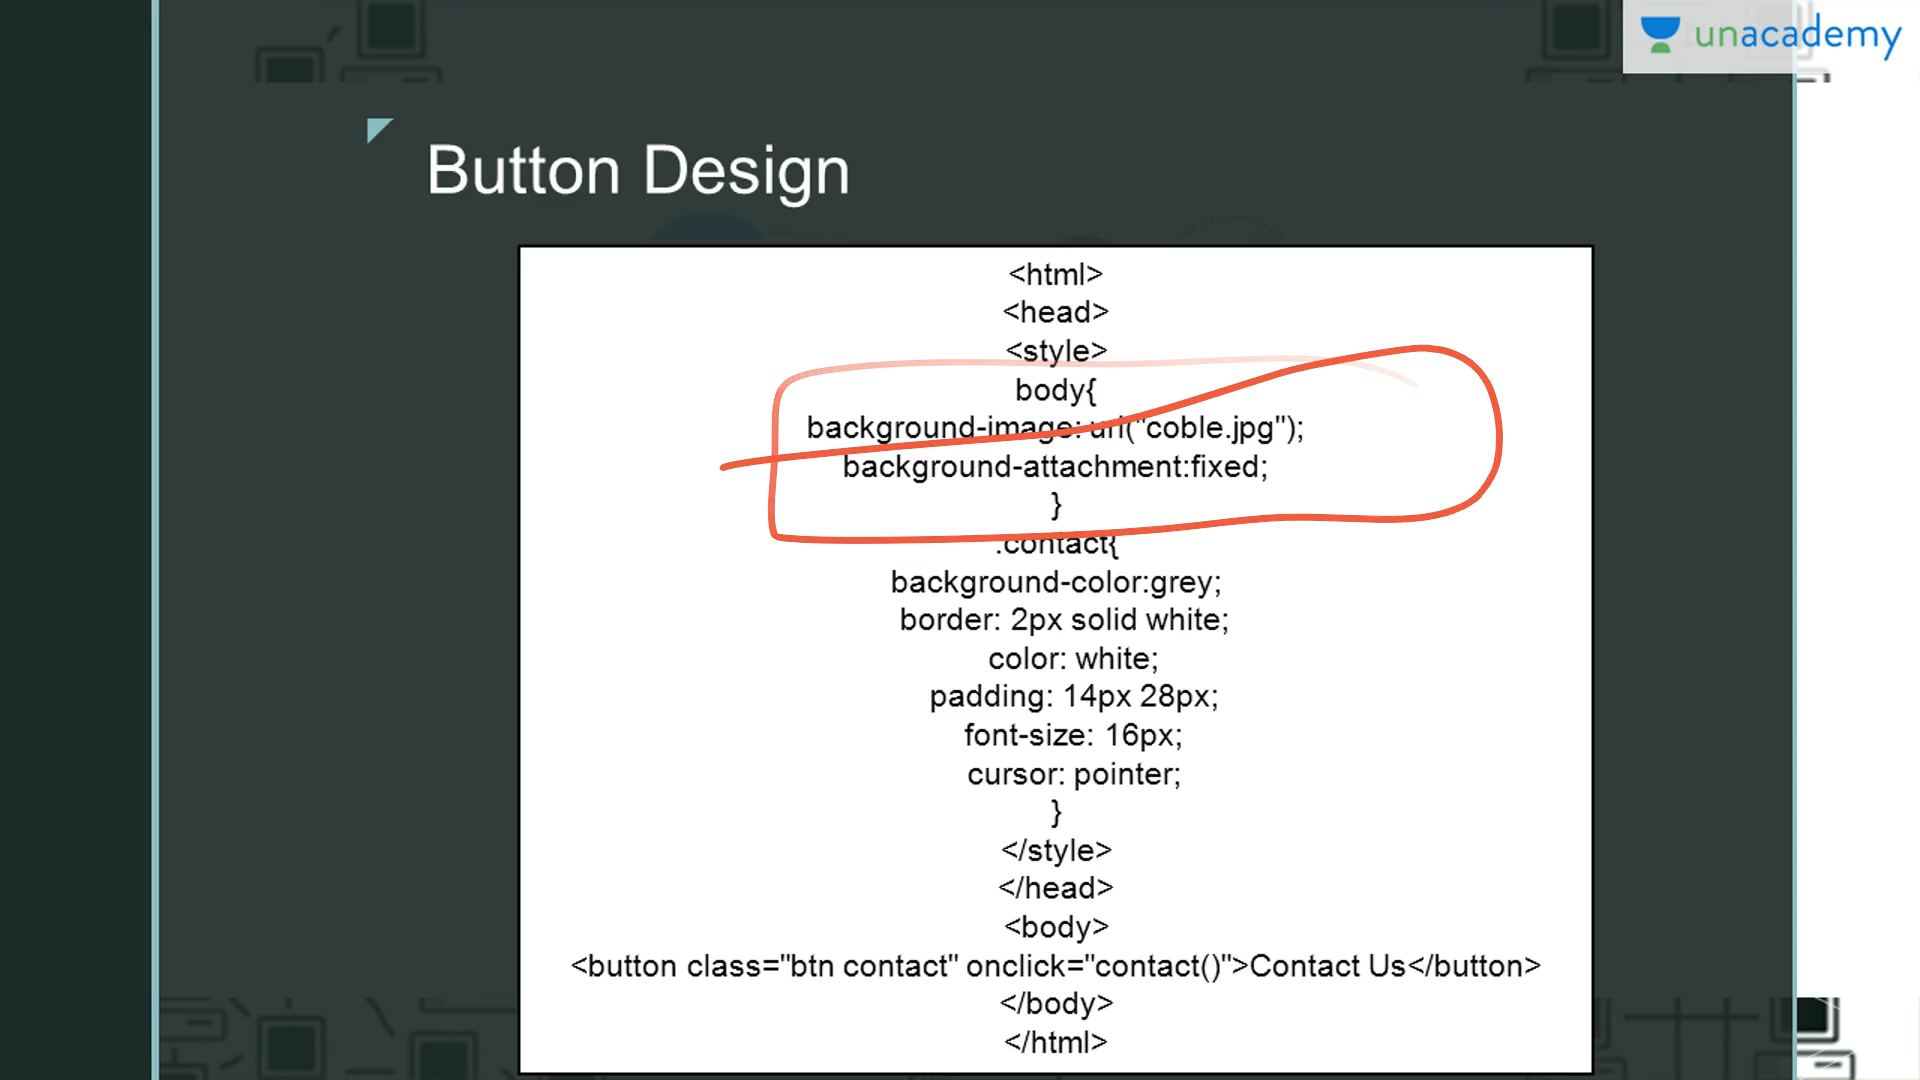 unacademy
Button Design
<html>
<head>
<style>
body{
background-image: url("coble.jpg");
background-attachment:fixed;
}
.contact{
background-color:grey;
border: 2px solid white;
color: white;
padding: 14px 28px;
font-size: 16px;
cursor: pointer;
}
</style>
</head>
<body>
<button class="btn contact" onclick="contact()">Contact Us</button>
</body>
</html>